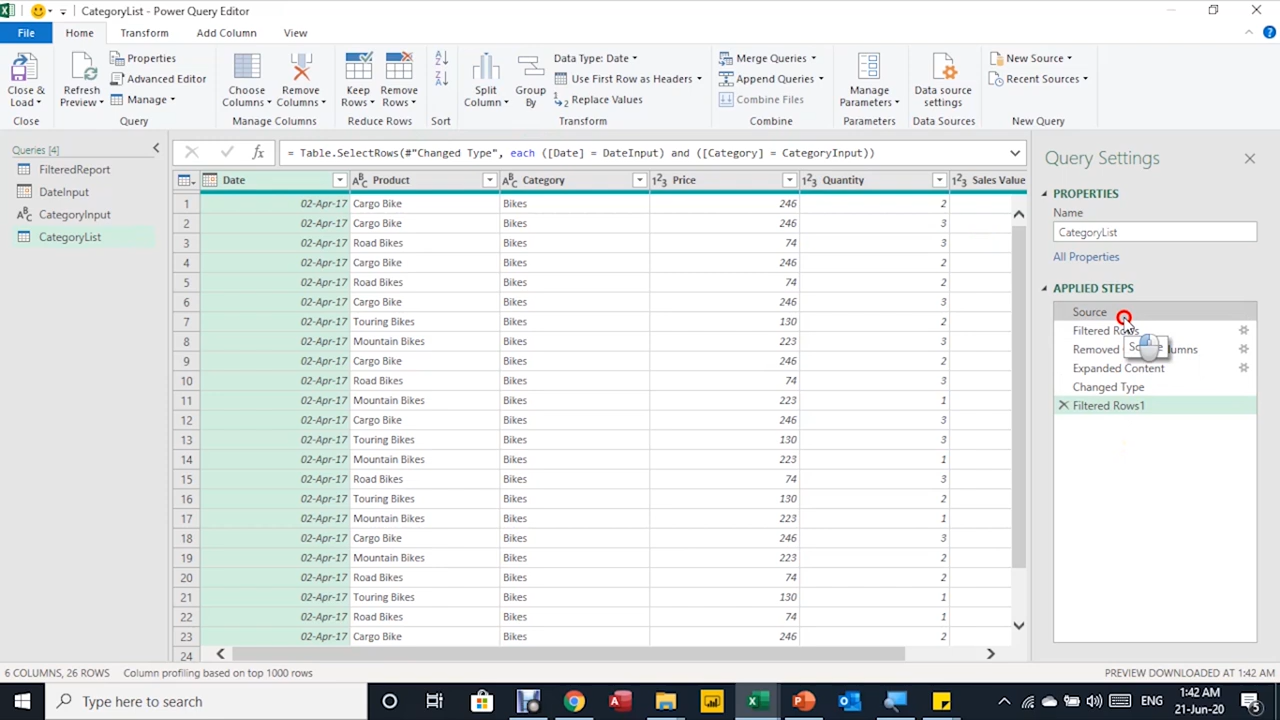 CategoryList - Power Query Editor
File
Home
Transform
Add Column
View
Close &
Load
Close
Refresh
Preview
Properties
Advanced Editor
Manage
Query
Choose
Columns
Remove
Columns
Manage Columns
Keep
Rows
Remove
Rows
Reduce Rows
Sort
Split
Column
Group
By
Data Type: Date
Use First Row as Headers
Replace Values
Transform
Merge Queries
Append Queries
Combine Files
Combine
Manage
Parameters
Parameters
Data source
settings
Data Sources
New Source
Recent Sources
New Query
Queries [4]
FilteredReport
DateInput
CategoryInput
CategoryList
= Table.SelectRows(#"Changed Type", each ([Date] = DateInput) and ([Category] = CategoryInput))
Date Product Category Price Quantity Sales Value
1 02-Apr-17 Cargo Bike Bikes 246 2
2 02-Apr-17 Cargo Bike Bikes 246 3
3 02-Apr-17 Road Bikes Bikes 74 3
4 02-Apr-17 Cargo Bike Bikes 246 2
5 02-Apr-17 Road Bikes Bikes 74 2
6 02-Apr-17 Cargo Bike Bikes 246 3
7 02-Apr-17 Touring Bikes Bikes 130 2
8 02-Apr-17 Mountain Bikes Bikes 223 3
9 02-Apr-17 Cargo Bike Bikes 246 2
10 02-Apr-17 Road Bikes Bikes 74 3
11 02-Apr-17 Mountain Bikes Bikes 223 1
12 02-Apr-17 Cargo Bike Bikes 246 3
13 02-Apr-17 Touring Bikes Bikes 130 3
14 02-Apr-17 Mountain Bikes Bikes 223 1
15 02-Apr-17 Road Bikes Bikes 74 3
16 02-Apr-17 Touring Bikes Bikes 130 2
17 02-Apr-17 Mountain Bikes Bikes 223 1
18 02-Apr-17 Cargo Bike Bikes 246 3
19 02-Apr-17 Mountain Bikes Bikes 223 2
20 02-Apr-17 Road Bikes Bikes 74 2
21 02-Apr-17 Touring Bikes Bikes 130 1
22 02-Apr-17 Road Bikes Bikes 74 1
23 02-Apr-17 Cargo Bike Bikes 246 2
24
Query Settings
PROPERTIES
Name
CategoryList
All Properties
APPLIED STEPS
Source
Filtered Rows
Removed
Expanded Content
Changed Type
Filtered Rows1
6 COLUMNS, 26 ROWS Column profiling based on top 1000 rows
PREVIEW DOWNLOADED AT 1:42 AM
Type here to search
ENG
1:42 AM
21-Jun-20
5